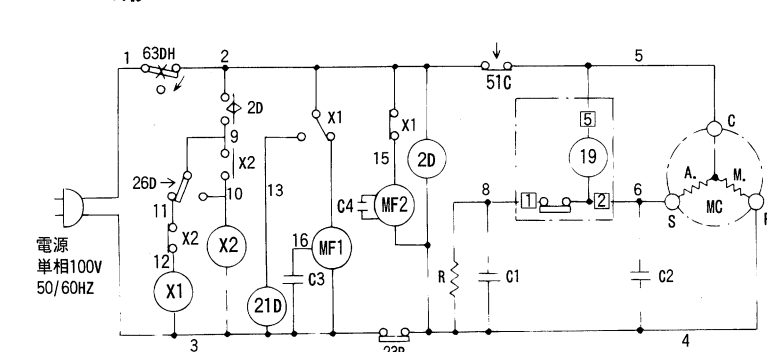 1
63DH
2
51C
5
2D
X1
X1
5
C
9
X2
2D
19
26D
10
13
15
A.
M.
C4
MF2
8
1
2
6
MC
S
11
X2
12
X2
16
MF1
C3
R
C1
C2
電源
単相100V
50/60HZ
X1
21D
3
4